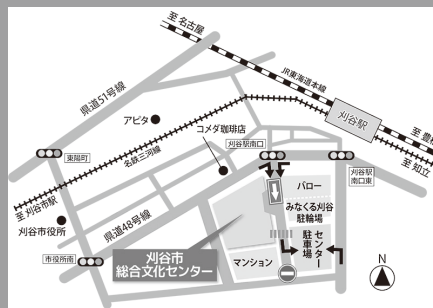 至 名古屋
県道51号線
JR東海道本線
刈谷駅
アピタ
至 豊橋
コメダ珈琲店
刈谷駅南口
東陽町
名鉄三河線
至 知立
刈谷駅
南口東
バロー
至 刈谷市駅
みなくる刈谷
駐輪場
刈谷市役所
県道48号線
センター
駐車場
刈谷市
総合文化センター
市役所南
マンション
N